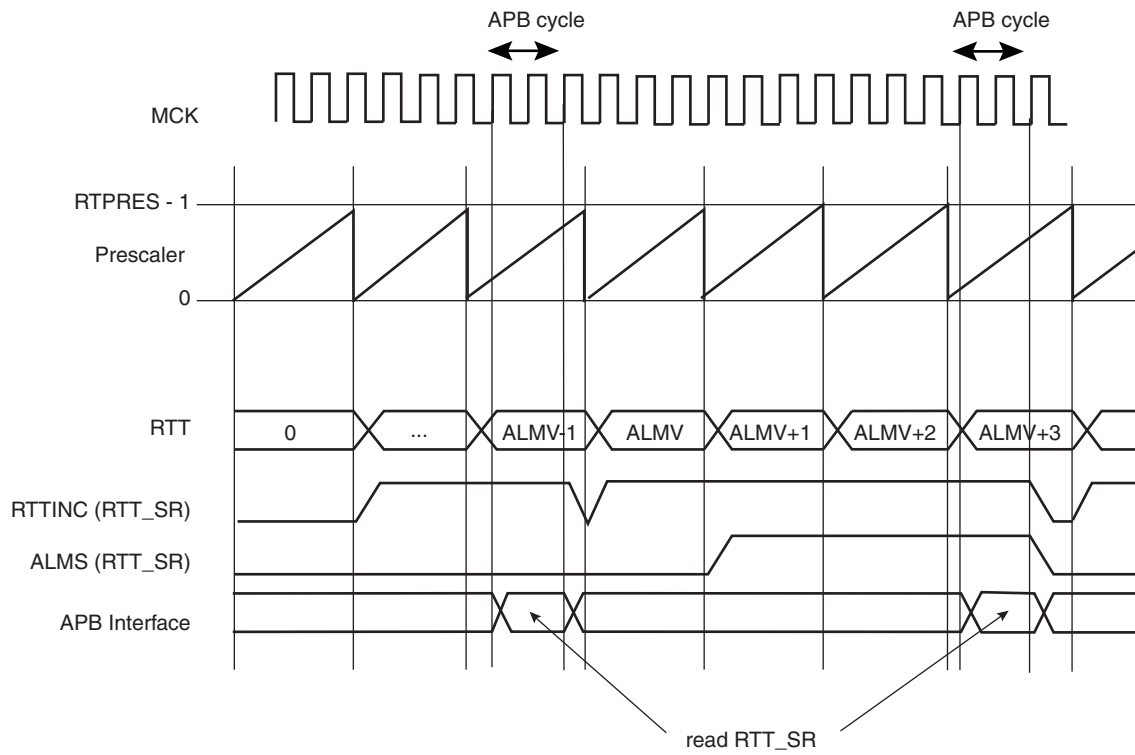 APB cycle
APB cycle
MCK
RTPRES - 1
Prescaler
0
RTT
0
...
ALMV-1
ALMV
ALMV+1
ALMV+2
ALMV+3
RTTINC (RTT_SR)
ALMS (RTT_SR)
APB Interface
read RTT_SR